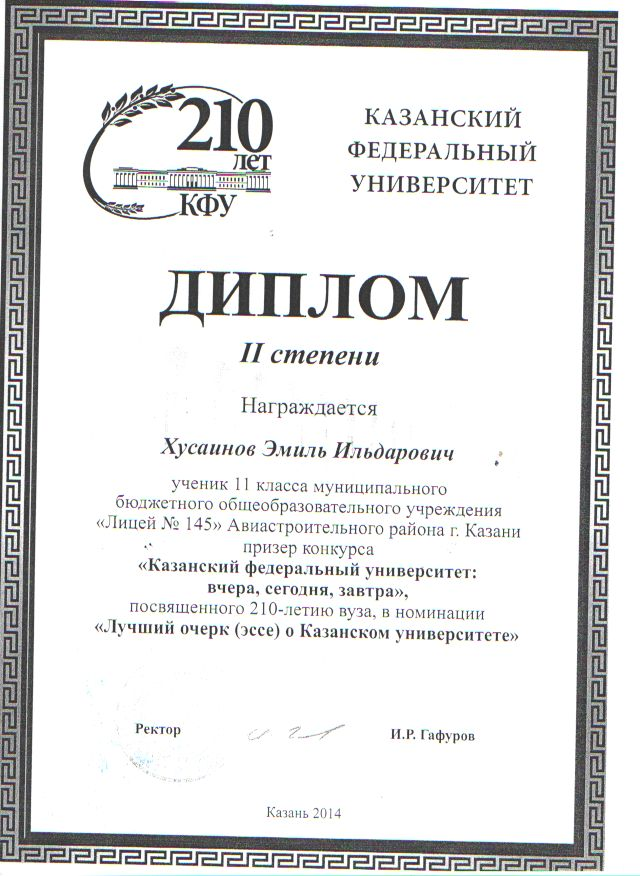 210
лет
КФУ
КАЗАНСКИЙ
ФЕДЕРАЛЬНЫЙ
УНИВЕРСИТЕТ
ДИПЛОМ
II степени
Награждается
Хусаинов Эмиль Ильдарович
ученик 11 класса муниципального
бюджетного общеобразовательного учреждения
«Лицей № 145» Авиастроительного района г. Казани
призер конкурса
«Казанский федеральный университет:
вчера, сегодня, завтра»,
посвященного 210-летию вуза, в номинации
«Лучший очерк (эссе) о Казанском университете»
Ректор
И.Р. Гафуров
Казань 2014